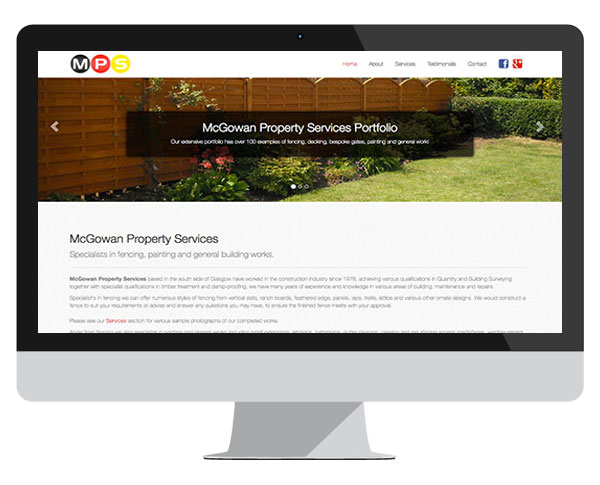 MPS
Home About Services Testimonials Contact
McGowan Property Services Portfolio
Our extensive portfolio has over 100 examples of fencing, decking, bespoke gates, painting and general work!
McGowan Property Services
Specialists in fencing, painting and general building works.
McGowan Property Services based in the south side of Glasgow have worked in the construction industry since 1978, achieving various qualifications in Quantity and Building Surveying
together with specialist qualifications in timber treatment and damp-proofing, we have many years of experience and knowledge in various areas of building, maintenance and repairs
Specialist's in fencing we can offer numerous styles of fencing from vertical slats, ranch boards, feathered edge, panels, laps, trellis, lattice and various other ornate designs. We would construct a
fence to suit your requirements or advise and answer any questions you may have, to ensure the finished fence meets with your approval.
Please see our Services section for various sample photographs of our completed works.